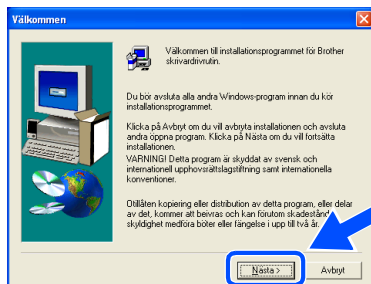 Välkommen
Välkommen till installationsprogrammet för Brother
skrivardrivrutin.
Du bör avsluta alla andra Windows-program innan du kör
installationsprogrammet.
Klicka på Avbryt om du vill avbryta installationen och avsluta
andra öppna program. Klicka på Nästa om du vill fortsätta
installationen.
VARNING! Detta program är skyddat av svensk och
internationell upphovsrättslagstiftning samt internationella
konventioner.
Otillåten kopiering eller distribution av detta program, eller delar
av det, kommer att beivras och kan förutom skadestånd
skyldighet medföra böter eller fängelse i upp till två år.
Nästa >
Avbryt